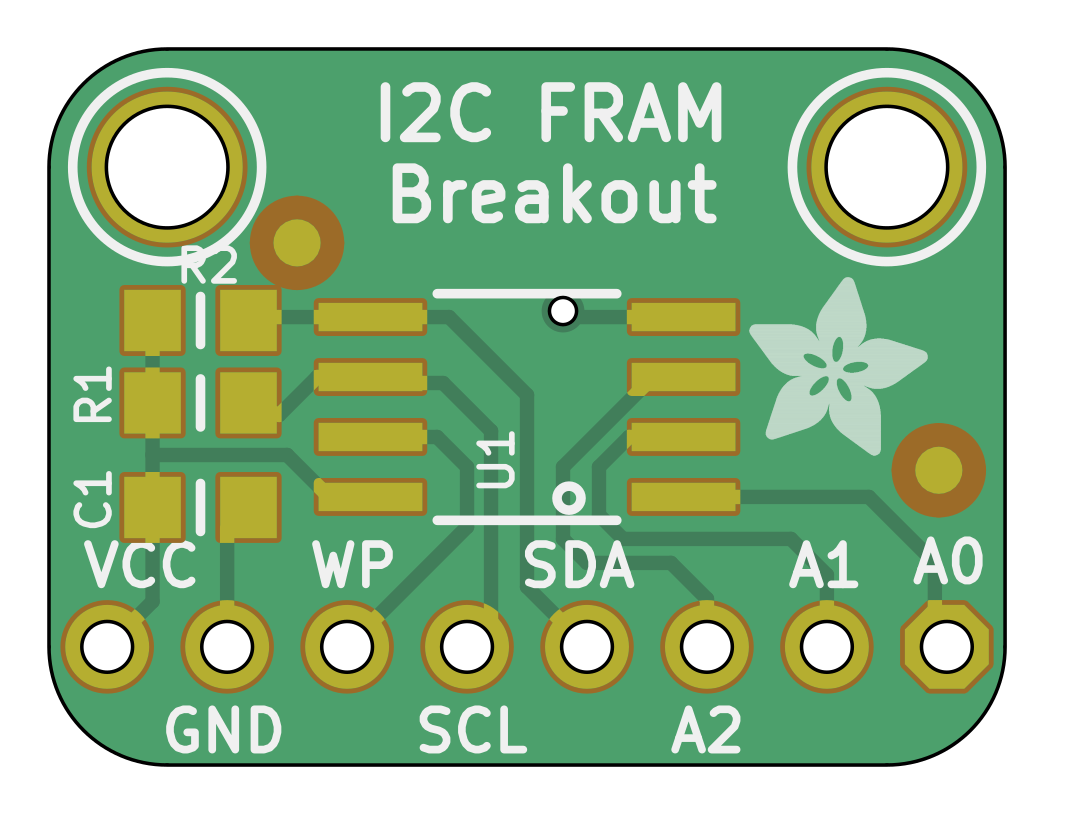 I2C FRAM
Breakout
R2
R1
U1
C1
VCC WP SDA A1 A0
GND SCL A2